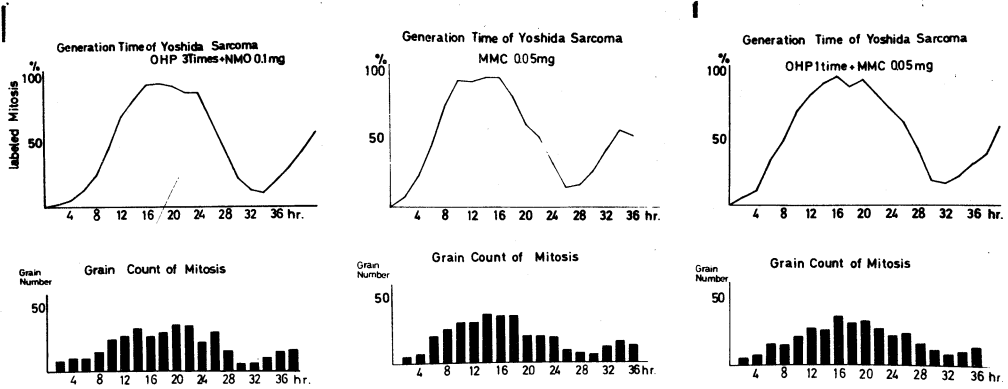 Generation Time of Yoshida Sarcoma
OHP 3Times+NMO 0.1mg
%
100
50
labeled Mitosis
4 8 12 16 20 24 28 32 36 hr.
Grain Count of Mitosis
Grain
Number
50
4 8 12 16 20 24 28 32 36 hr.
Generation Time of Yoshida Sarcoma
MMC 0.05mg
%
100
50
4 8 12 16 20 24 28 32 36 hr.
Grain Count of Mitosis
Grain
Number
50
4 8 12 16 20 24 28 32 36 hr.
f
Generation Time of Yoshida Sarcoma
OHP 1 time + MMC 0.05mg
%
100
50
4 8 12 16 20 24 28 32 36 hr.
Grain Count of Mitosis
Grain
Number
50
4 8 12 16 20 24 28 32 36 hr.